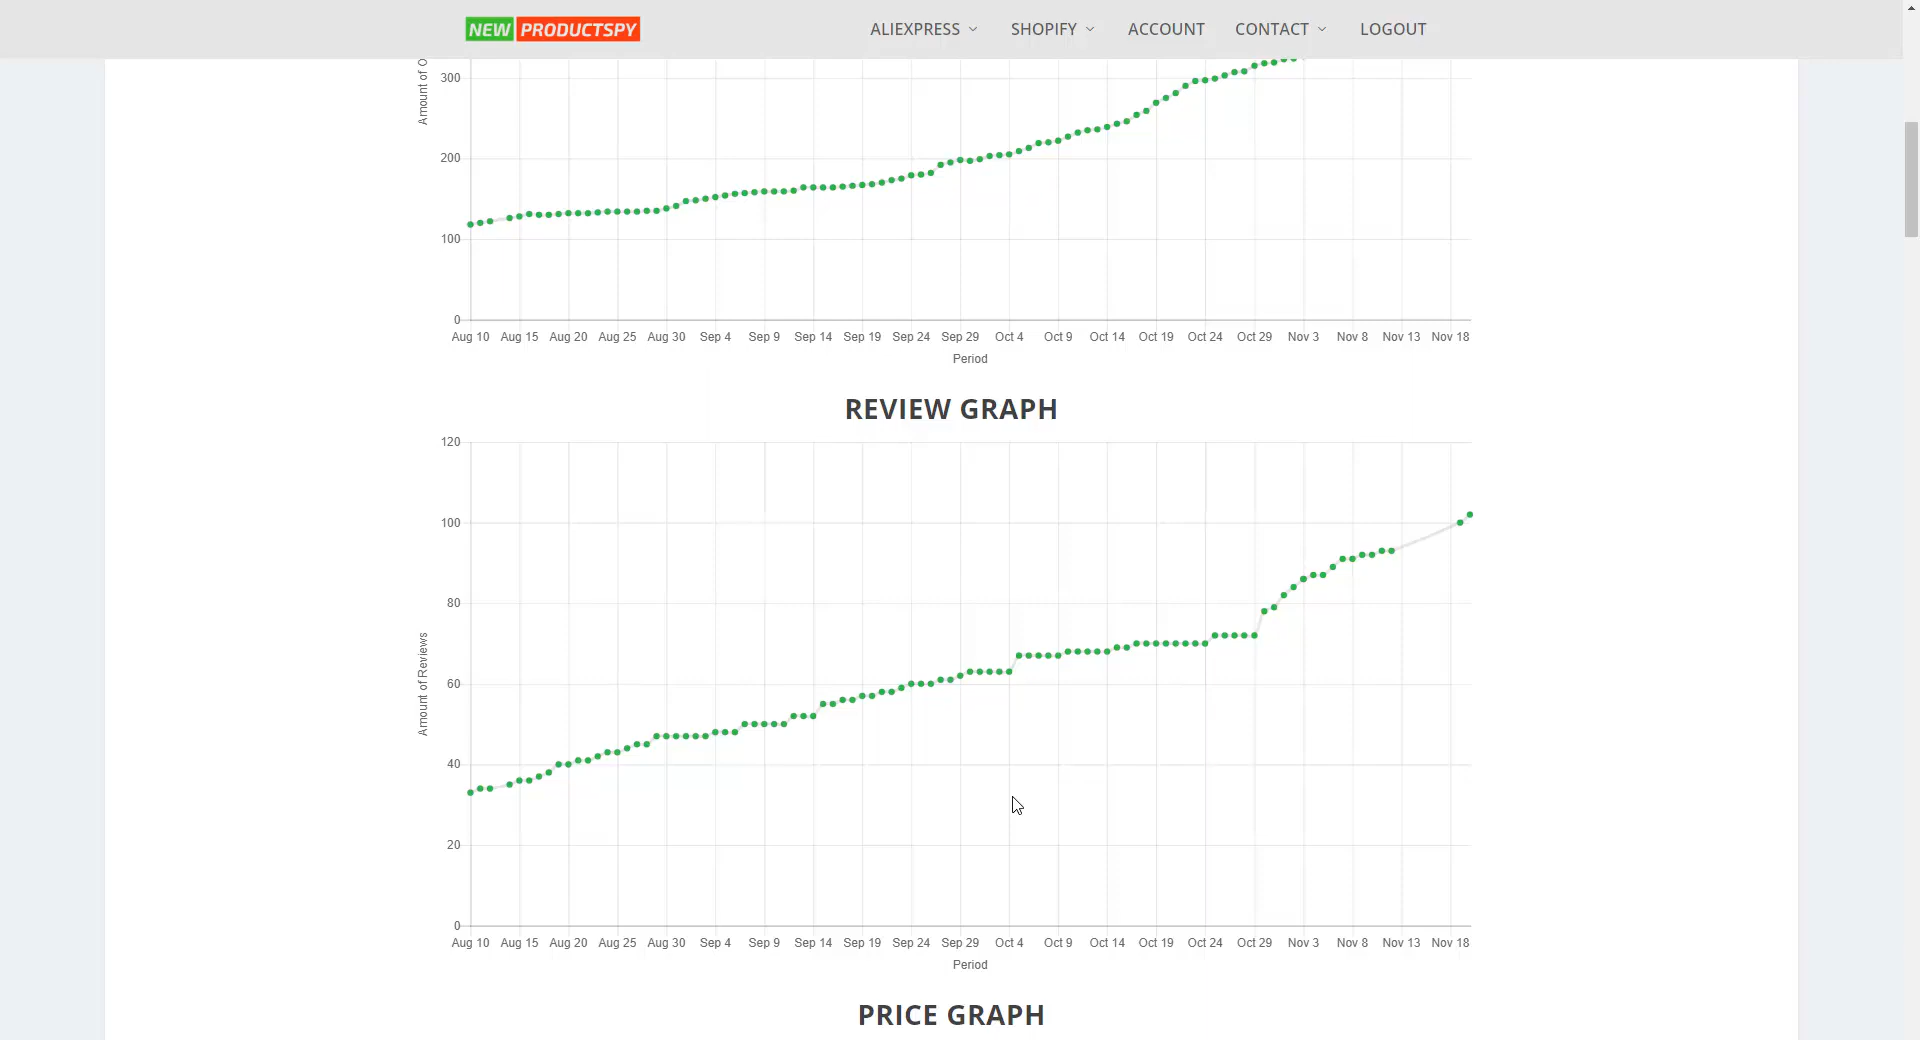 NEW PRODUCTSPY
ALIEXPRESS SHOPIFY ACCOUNT CONTACT LOGOUT
Amount of O
300
200
100
0
Aug 10 Aug 15 Aug 20 Aug 25 Aug 30 Sep 4 Sep 9 Sep 14 Sep 19 Sep 24 Sep 29 Oct 4 Oct 9 Oct 14 Oct 19 Oct 24 Oct 29 Nov 3 Nov 8 Nov 13 Nov 18
Period
REVIEW GRAPH
Amount of Reviews
120
100
80
60
40
20
0
Aug 10 Aug 15 Aug 20 Aug 25 Aug 30 Sep 4 Sep 9 Sep 14 Sep 19 Sep 24 Sep 29 Oct 4 Oct 9 Oct 14 Oct 19 Oct 24 Oct 29 Nov 3 Nov 8 Nov 13 Nov 18
Period
PRICE GRAPH